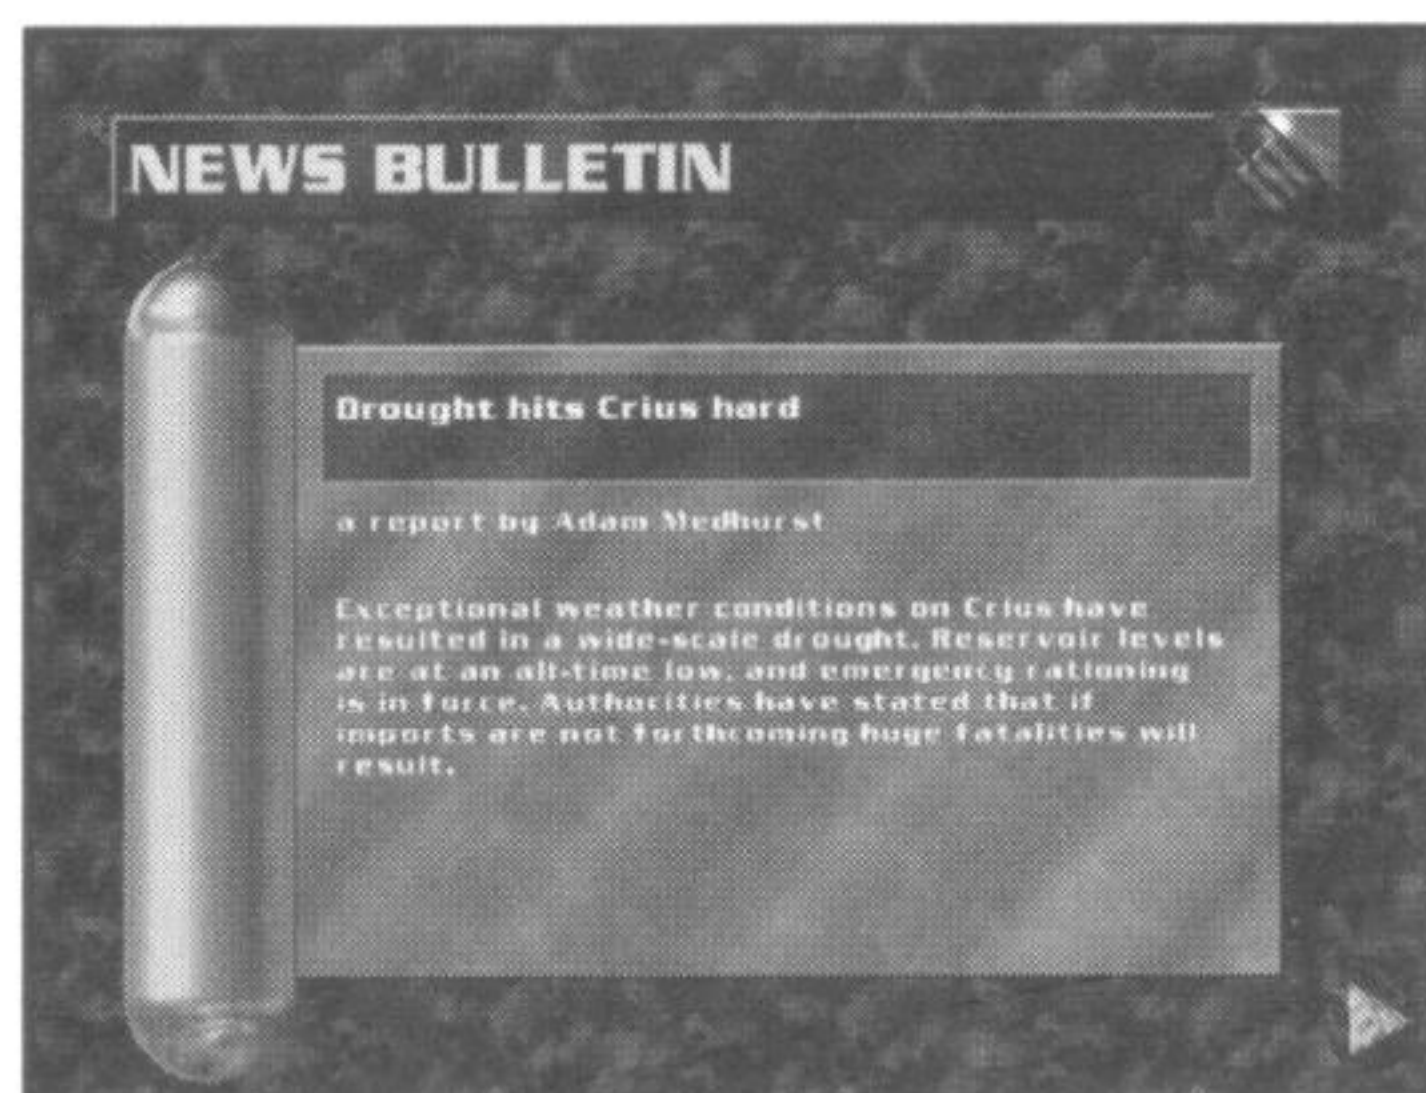 NEWS BULLETIN
Drought hits Crius hard
a report by Adam Medhurst
Exceptional weather conditions on Crius have
resulted in a wide-scale drought. Reservoir levels
are at an all-time low, and emergency rationing
is in force. Authorities have stated that if
imports are not forthcoming huge fatalities will
result.